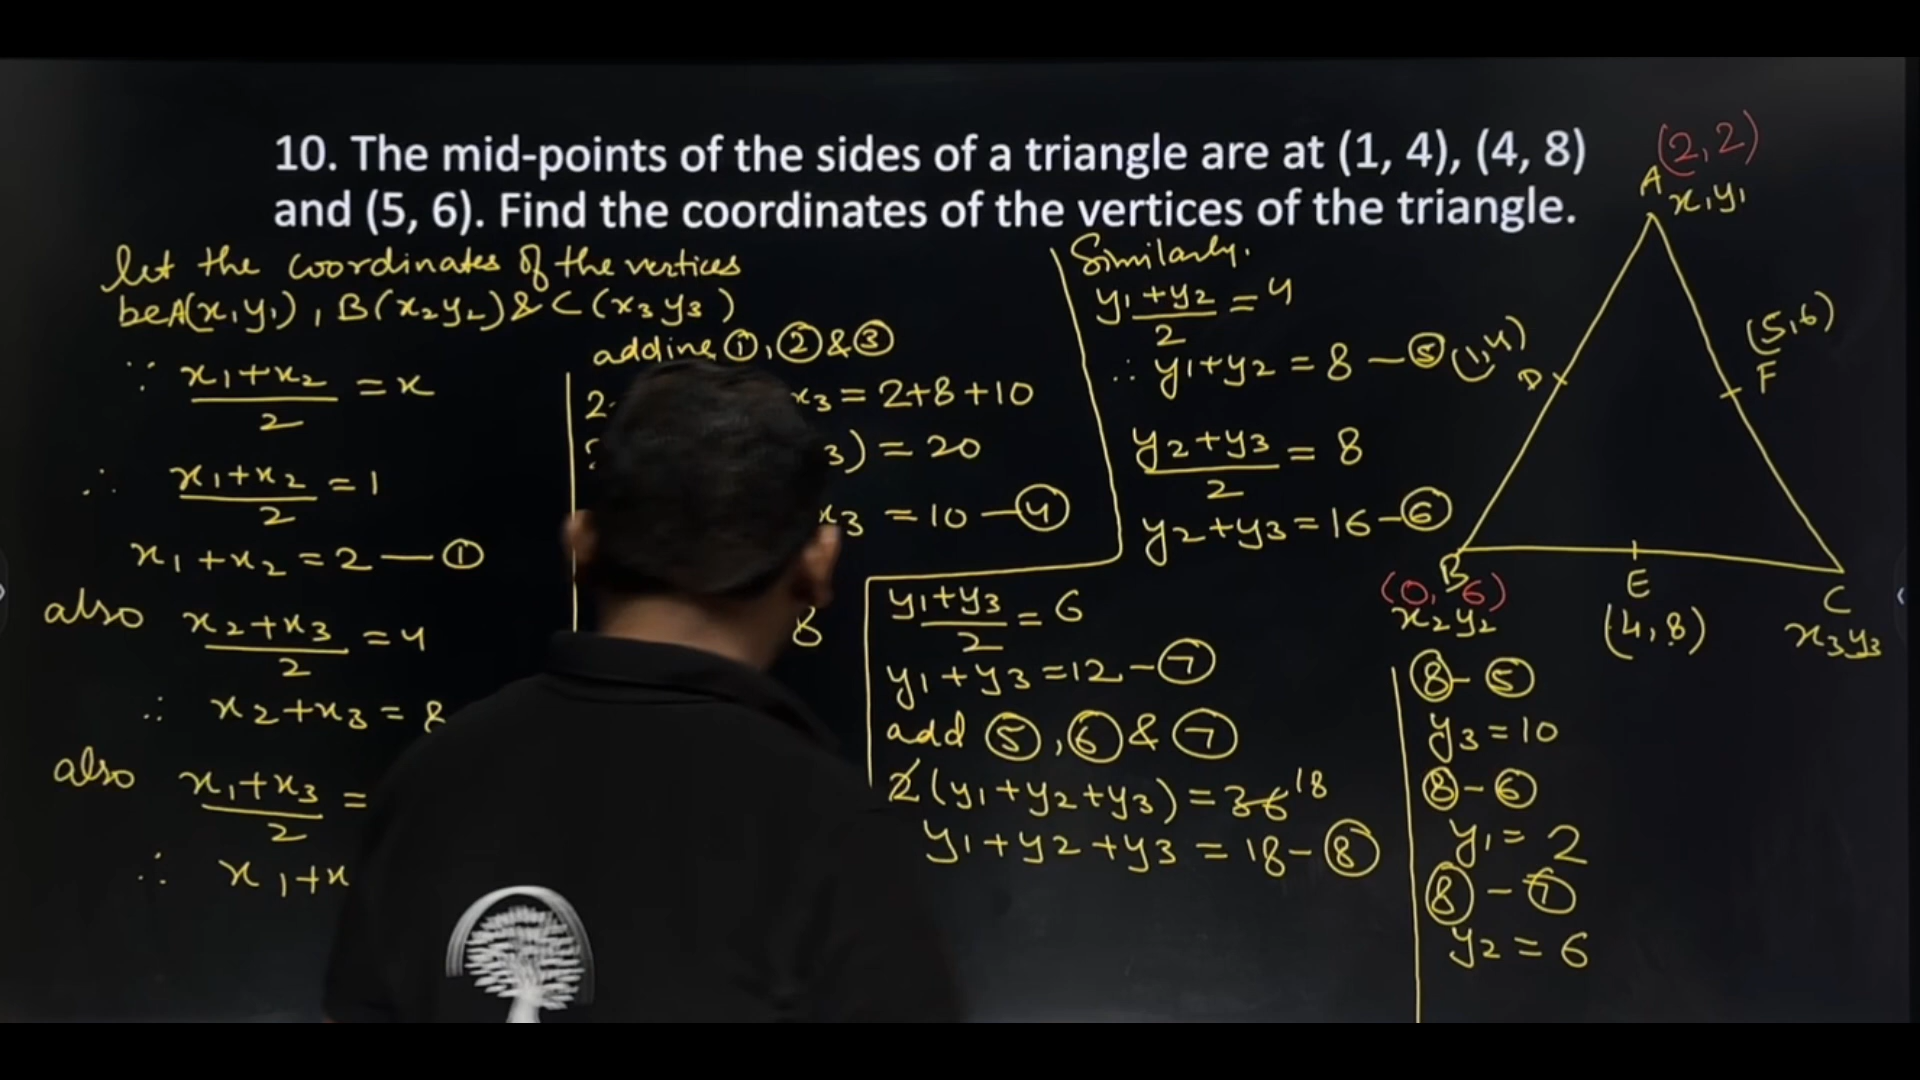 10. The mid-points of the sides of a triangle are at (1, 4), (4, 8)
and (5, 6). Find the coordinates of the vertices of the triangle.
let the coordinates of the vertices
be A(x₁y₁), B(x₂y₂) & C(x₃y₃)
∵ x₁+x₂/2 = x
∴ x₁+x₂/2 = 1
x₁+x₂ = 2 — ①
also x₂+x₃/2 = 4
∴ x₂+x₃ = 8
also x₁+x₃/2 =
∴ x₁+x
adding ①, ② & ③
2 x₃ = 2+8+10
3) = 20
x₃ = 10 — ④
8
Similarly.
y₁+y₂/2 = 4
∴ y₁+y₂ = 8 — ⑤
y₂+y₃/2 = 8
y₂+y₃ = 16 – ⑥
y₁+y₃/2 = 6
y₁+y₃ = 12 – ⑦
add ⑤, ⑥ & ⑦
2(y₁+y₂+y₃) = 36 18
y₁+y₂+y₃ = 18 – ⑧
(2,2)
A
x₁y₁
(1,4)
D
(5,6)
F
B
(0, 6)
x₂y₂
E
(4,8)
C
x₃y₃
⑧ – ⑤
y₃ = 10
⑧ – ⑥
y₁ = 2
⑧ – ⑦
y₂ = 6